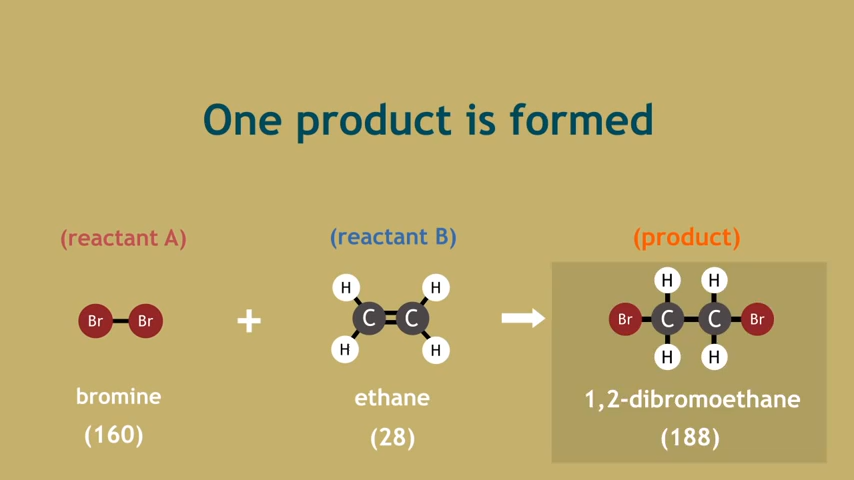 One product is formed
(reactant A) (reactant B) (product)
H H H H
Br Br + C C Br C C Br
H H H H
bromine ethane 1,2-dibromoethane
(160) (28) (188)